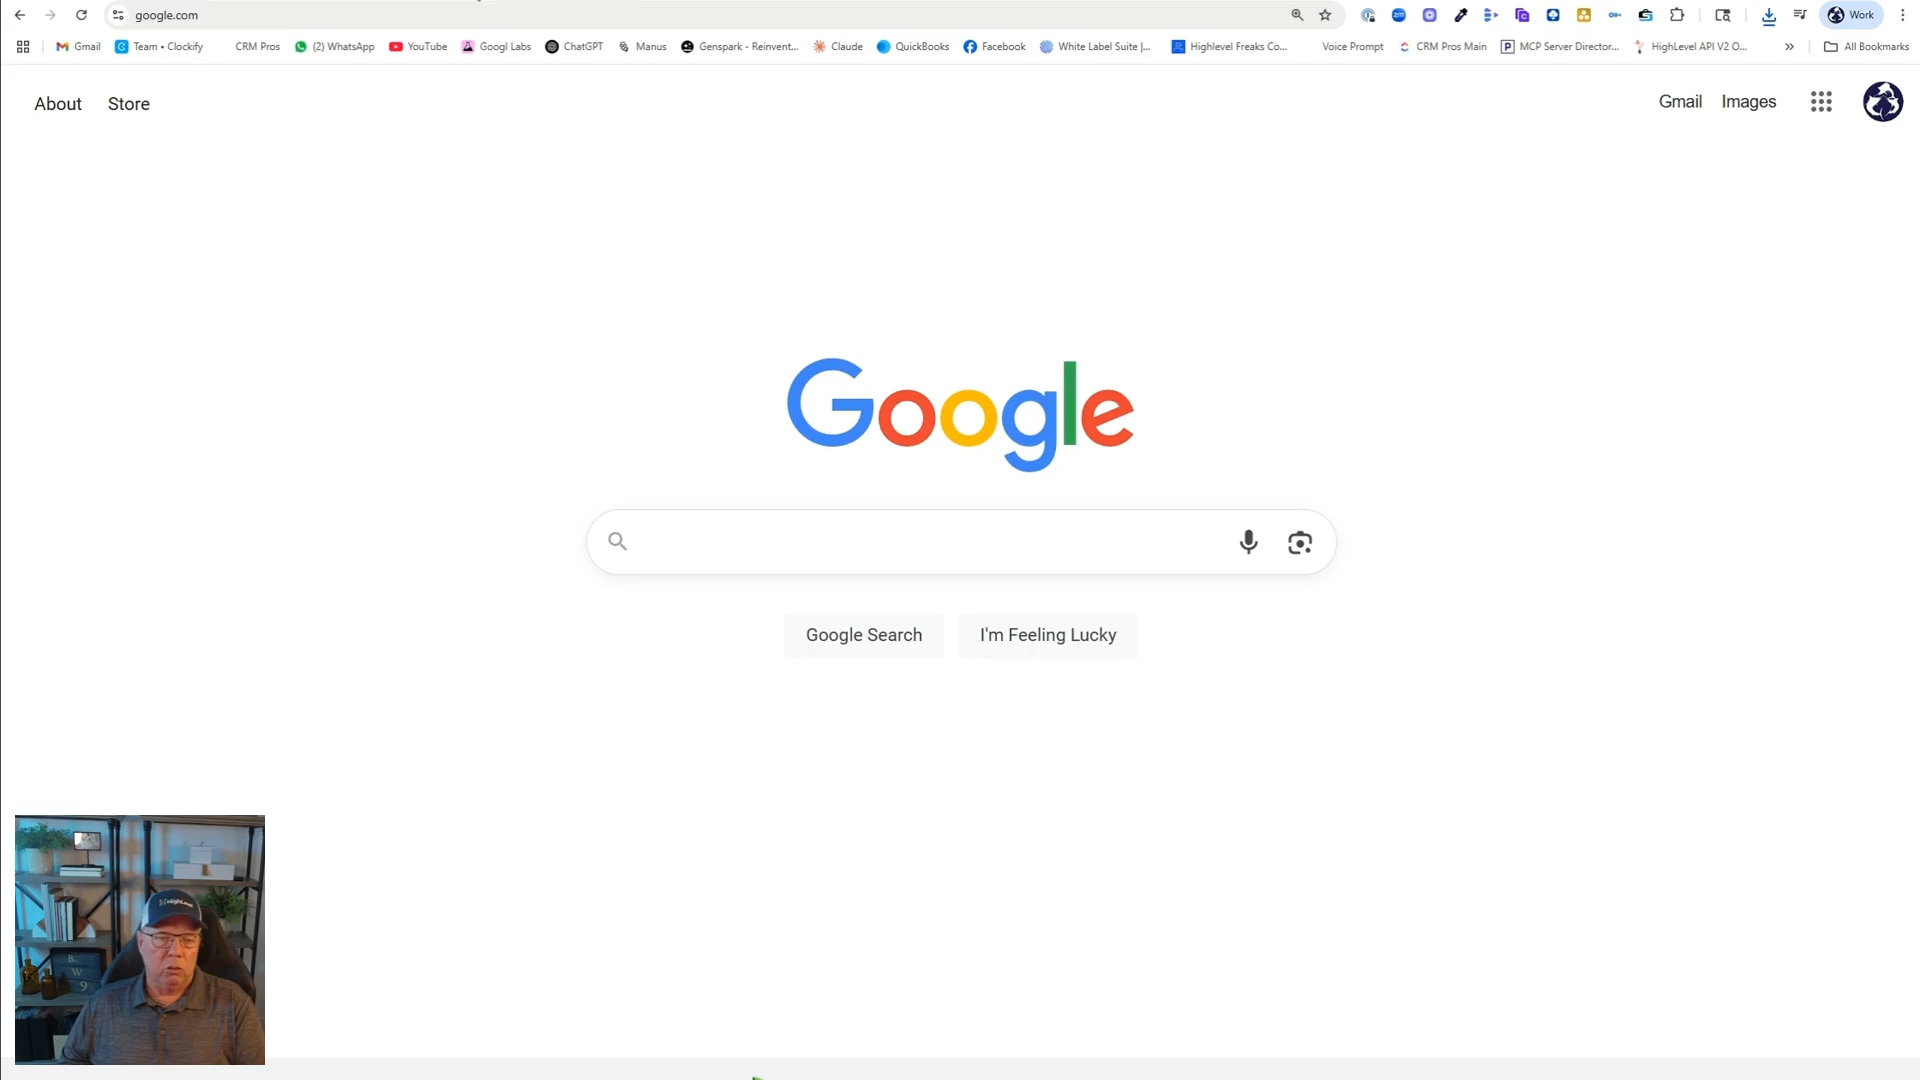 google.com
Work
Gmail
Team • Clockify
CRM Pros
(2) WhatsApp
YouTube
Googl Labs
ChatGPT
Manus
Genspark - Reinvent...
Claude
QuickBooks
Facebook
White Label Suite |...
Highlevel Freaks Co...
Voice Prompt
CRM Pros Main
MCP Server Director...
HighLevel API V2 O...
»
All Bookmarks
About
Store
Gmail
Images
Google
Google Search
I'm Feeling Lucky
HighLevel
B
W
9